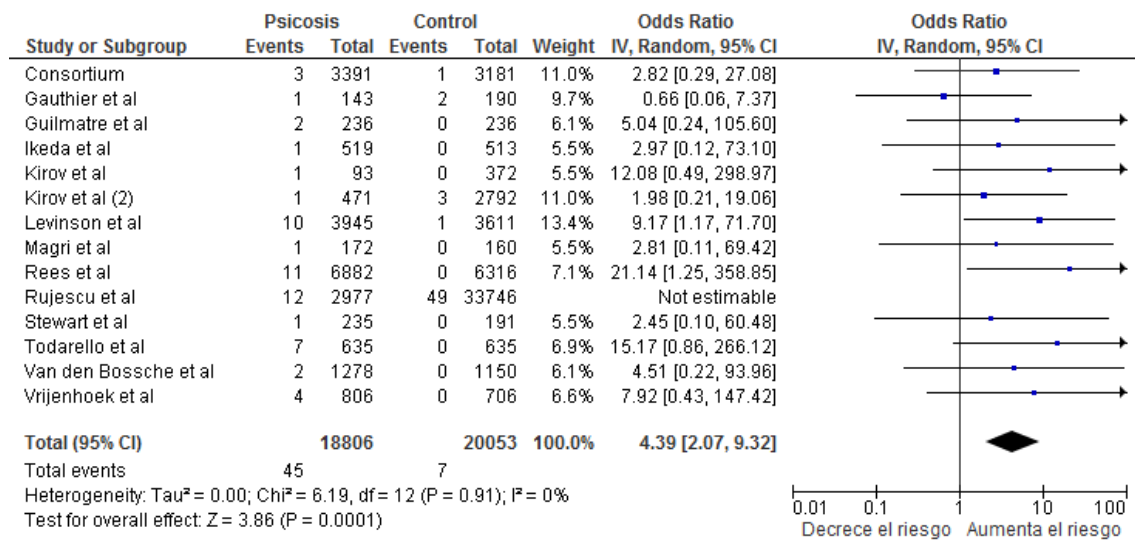 Psicosis Control Odds Ratio Odds Ratio
Study or Subgroup Events Total Events Total Weight IV, Random, 95% CI IV, Random, 95% CI
Consortium 3 3391 1 3181 11.0% 2.82 [0.29, 27.08]
Gauthier et al 1 143 2 190 9.7% 0.66 [0.06, 7.37]
Guilmatre et al 2 236 0 236 6.1% 5.04 [0.24, 105.60]
Ikeda et al 1 519 0 513 5.5% 2.97 [0.12, 73.10]
Kirov et al 1 93 0 372 5.5% 12.08 [0.49, 298.97]
Kirov et al (2) 1 471 3 2792 11.0% 1.98 [0.21, 19.06]
Levinson et al 10 3945 1 3611 13.4% 9.17 [1.17, 71.70]
Magri et al 1 172 0 160 5.5% 2.81 [0.11, 69.42]
Rees et al 11 6882 0 6316 7.1% 21.14 [1.25, 358.85]
Rujescu et al 12 2977 49 33746 Not estimable
Stewart et al 1 235 0 191 5.5% 2.45 [0.10, 60.48]
Todarello et al 7 635 0 635 6.9% 15.17 [0.86, 266.12]
Van den Bossche et al 2 1278 0 1150 6.1% 4.51 [0.22, 93.96]
Vrijenhoek et al 4 806 0 706 6.6% 7.92 [0.43, 147.42]
Total (95% CI) 18806 20053 100.0% 4.39 [2.07, 9.32]
Total events 45 7
Heterogeneity: Tau² = 0.00; Chi² = 6.19, df = 12 (P = 0.91); I² = 0%
Test for overall effect: Z = 3.86 (P = 0.0001)
0.01 0.1 1 10 100
Decrece el riesgo Aumenta el riesgo